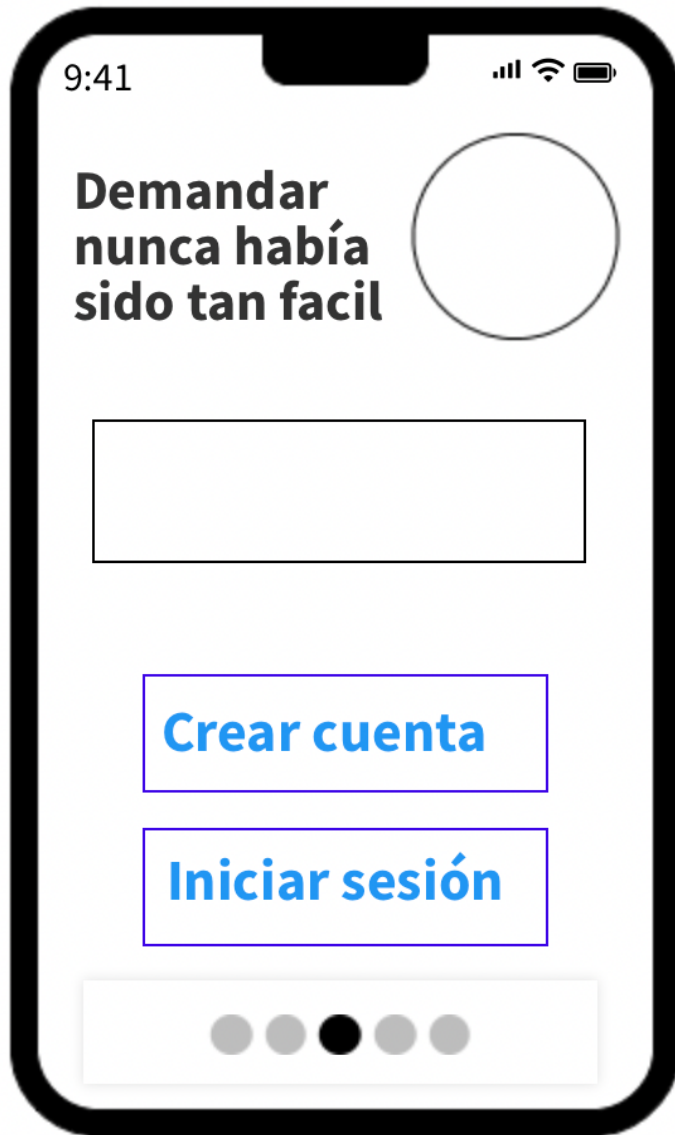 9:41
Demandar
nunca había
sido tan facil
Crear cuenta
Iniciar sesión